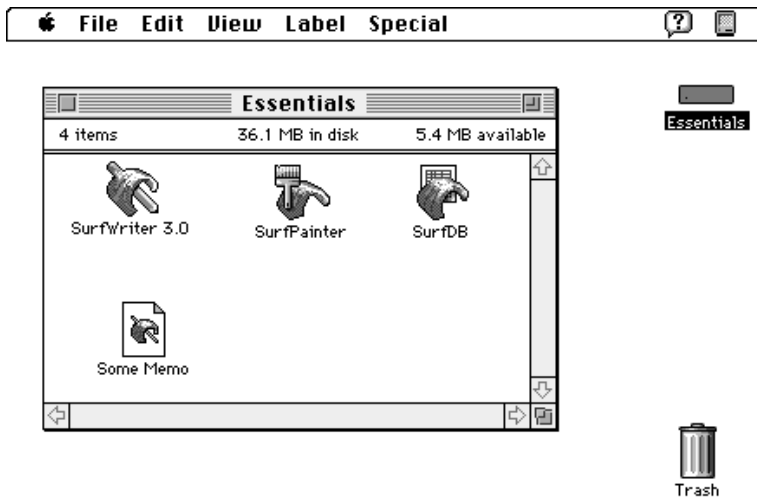 File Edit View Label Special
Essentials
4 items 36.1 MB in disk 5.4 MB available
SurfWriter 3.0 SurfPainter SurfDB
Some Memo
Essentials
Trash